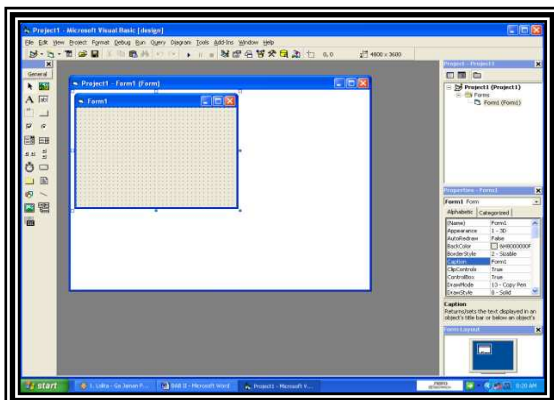 Project1 - Microsoft Visual Basic [design]
File Edit View Project Format Debug Run Query Diagram Tools Add-Ins Window Help
0, 0 4800 x 3600
General
Project1 - Form1 (Form)
Form1
Project - Project1
Project1 (Project1)
Forms
Form1 (Form1)
Properties - Form1
Form1 Form
Alphabetic Categorized
(Name) Form1
Appearance 1 - 3D
AutoRedraw False
BackColor &H8000000F
BorderStyle 2 - Sizable
Caption Form1
ClipControls True
ControlBox True
DrawMode 13 - Copy Pen
DrawStyle 0 - Solid
Caption
Returns/sets the text displayed in an
object's title bar or below an object's
Form Layout
start
BAB II - Microsoft Word
Project1 - Microsoft V...
8:20 AM